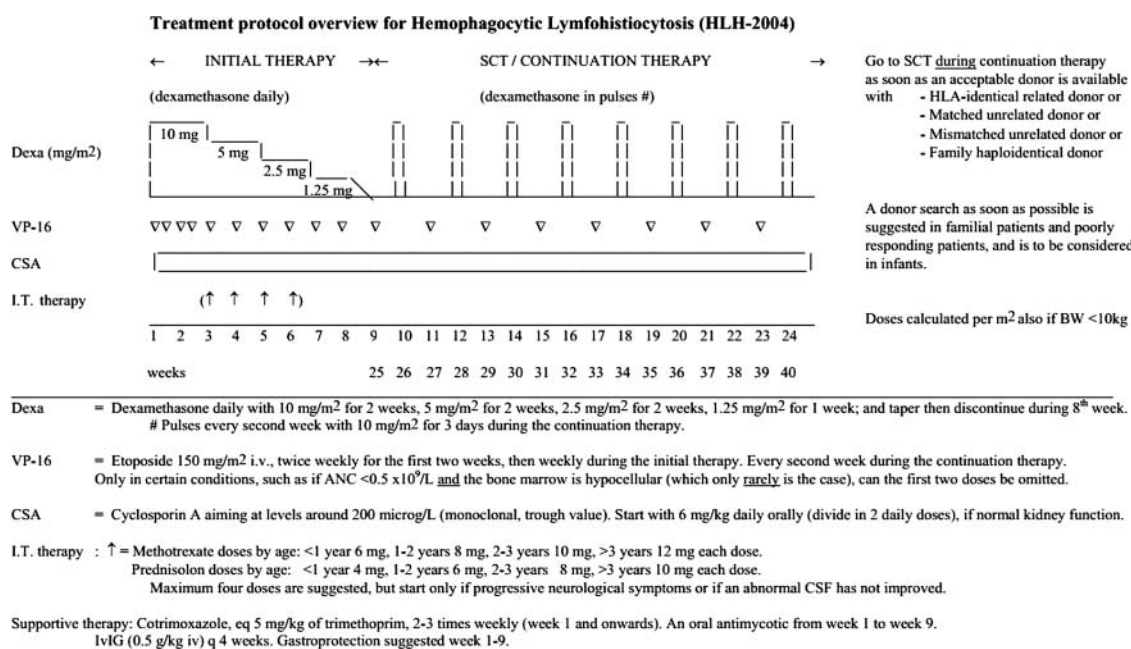 Treatment protocol overview for Hemophagocytic Lymfohistiocytosis (HLH-2004)
← INITIAL THERAPY →← SCT / CONTINUATION THERAPY →
(dexamethasone daily) (dexamethasone in pulses #)
Go to SCT during continuation therapy
as soon as an acceptable donor is available
with - HLA-identical related donor or
- Matched unrelated donor or
- Mismatched unrelated donor or
- Family haploidentical donor
Dexa (mg/m2)
10 mg
5 mg
2.5 mg
1.25 mg
VP-16 ∇∇ ∇∇ ∇ ∇ ∇ ∇ ∇ ∇ ∇ ∇ ∇ ∇ ∇ ∇ ∇ ∇
A donor search as soon as possible is
suggested in familial patients and poorly
responding patients, and is to be considered
in infants.
CSA
I.T. therapy (↑ ↑ ↑ ↑)
Doses calculated per m2 also if BW <10kg
1 2 3 4 5 6 7 8 9 10 11 12 13 14 15 16 17 18 19 20 21 22 23 24
weeks 25 26 27 28 29 30 31 32 33 34 35 36 37 38 39 40
Dexa = Dexamethasone daily with 10 mg/m2 for 2 weeks, 5 mg/m2 for 2 weeks, 2.5 mg/m2 for 2 weeks, 1.25 mg/m2 for 1 week; and taper then discontinue during 8th week.
# Pulses every second week with 10 mg/m2 for 3 days during the continuation therapy.
VP-16 = Etoposide 150 mg/m2 i.v., twice weekly for the first two weeks, then weekly during the initial therapy. Every second week during the continuation therapy.
Only in certain conditions, such as if ANC <0.5 x10⁹/L and the bone marrow is hypocellular (which only rarely is the case), can the first two doses be omitted.
CSA = Cyclosporin A aiming at levels around 200 microg/L (monoclonal, trough value). Start with 6 mg/kg daily orally (divide in 2 daily doses), if normal kidney function.
I.T. therapy : ↑ = Methotrexate doses by age: <1 year 6 mg, 1-2 years 8 mg, 2-3 years 10 mg, >3 years 12 mg each dose.
Prednisolon doses by age: <1 year 4 mg, 1-2 years 6 mg, 2-3 years 8 mg, >3 years 10 mg each dose.
Maximum four doses are suggested, but start only if progressive neurological symptoms or if an abnormal CSF has not improved.
Supportive therapy: Cotrimoxazole, eq 5 mg/kg of trimethoprim, 2-3 times weekly (week 1 and onwards). An oral antimycotic from week 1 to week 9.
IvIG (0.5 g/kg iv) q 4 weeks. Gastroprotection suggested week 1-9.